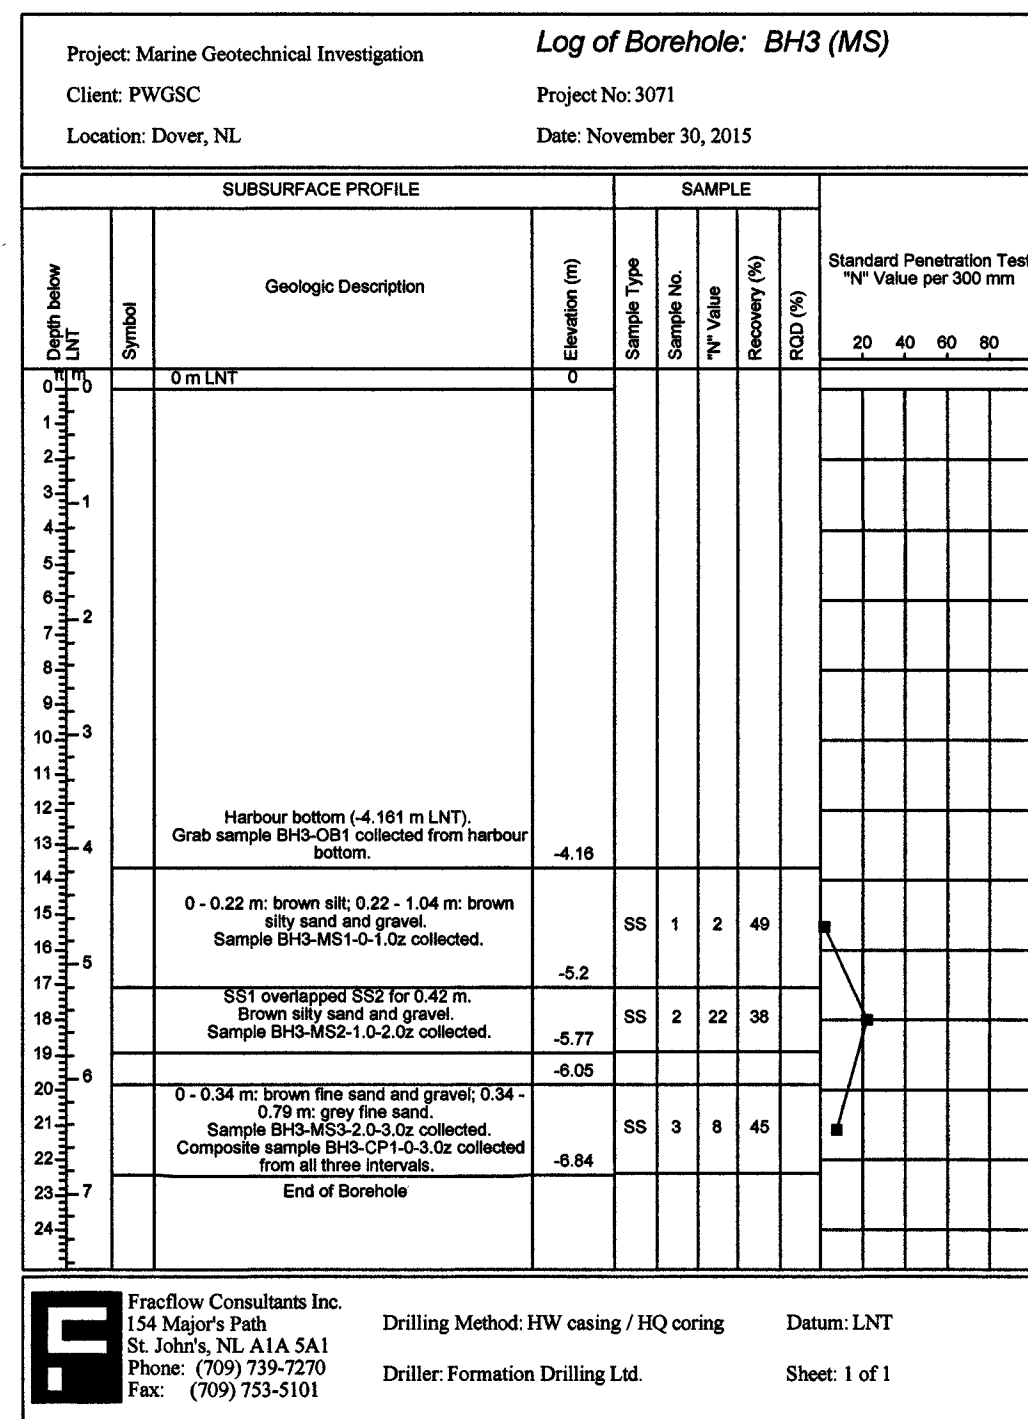 Log of Borehole: BH3 (MS)
Project: Marine Geotechnical Investigation
Client: PWGSC
Project No: 3071
Location: Dover, NL
Date: November 30, 2015
SUBSURFACE PROFILE
SAMPLE
Depth below
LNT
Symbol
Geologic Description
Elevation (m)
Sample Type
Sample No.
"N" Value
Recovery (%)
RQD (%)
Standard Penetration Test
"N" Value per 300 mm
20 40 60 80
ft m
0 0
0 m LNT
0
1
2
3
1
4
5
6
2
7
8
9
3
10
11
12
13
4
14
15
16
5
17
18
19
6
20
21
22
23
7
24
Harbour bottom (-4.161 m LNT).
Grab sample BH3-OB1 collected from harbour
bottom.
-4.16
0 - 0.22 m: brown silt; 0.22 - 1.04 m: brown
silty sand and gravel.
Sample BH3-MS1-0-1.0z collected.
-5.2
SS 1 2 49
SS1 overlapped SS2 for 0.42 m.
Brown silty sand and gravel.
Sample BH3-MS2-1.0-2.0z collected.
-5.77
SS 2 22 38
-6.05
0 - 0.34 m: brown fine sand and gravel; 0.34 -
0.79 m: grey fine sand.
Sample BH3-MS3-2.0-3.0z collected.
Composite sample BH3-CP1-0-3.0z collected
from all three intervals.
-6.84
SS 3 8 45
End of Borehole
Fracflow Consultants Inc.
154 Major's Path
St. John's, NL A1A 5A1
Phone: (709) 739-7270
Fax: (709) 753-5101
Drilling Method: HW casing / HQ coring
Driller: Formation Drilling Ltd.
Datum: LNT
Sheet: 1 of 1